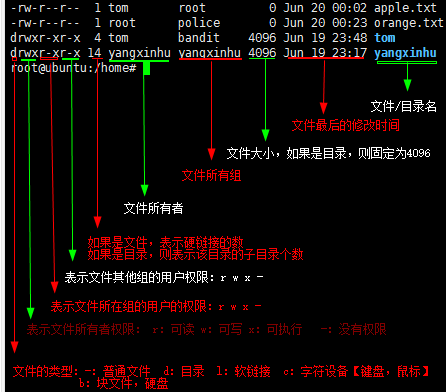 -rw-r--r-- 1 tom root 0 Jun 20 00:02 apple.txt
-rw-r--r-- 1 root police 0 Jun 20 00:23 orange.txt
drwxr-xr-x 4 tom bandit 4096 Jun 19 23:48 tom
drwxr-xr-x 14 yangxinhu yangxinhu 4096 Jun 19 23:17 yangxinhu
root@ubuntu:/home#
文件/目录名
文件最后的修改时间
文件大小，如果是目录，则固定为4096
文件所有组
文件所有者
如果是文件，表示硬链接的数
如果是目录，则表示该目录的子目录个数
表示文件其他组的用户权限：r w x -
表示文件所在组的用户的权限：r w x -
表示文件所有者权限： r：可读 w：可写 x：可执行 -：没有权限
文件的类型：-：普通文件 d：目录 l：软链接 c：字符设备【键盘，鼠标】
b：块文件，硬盘